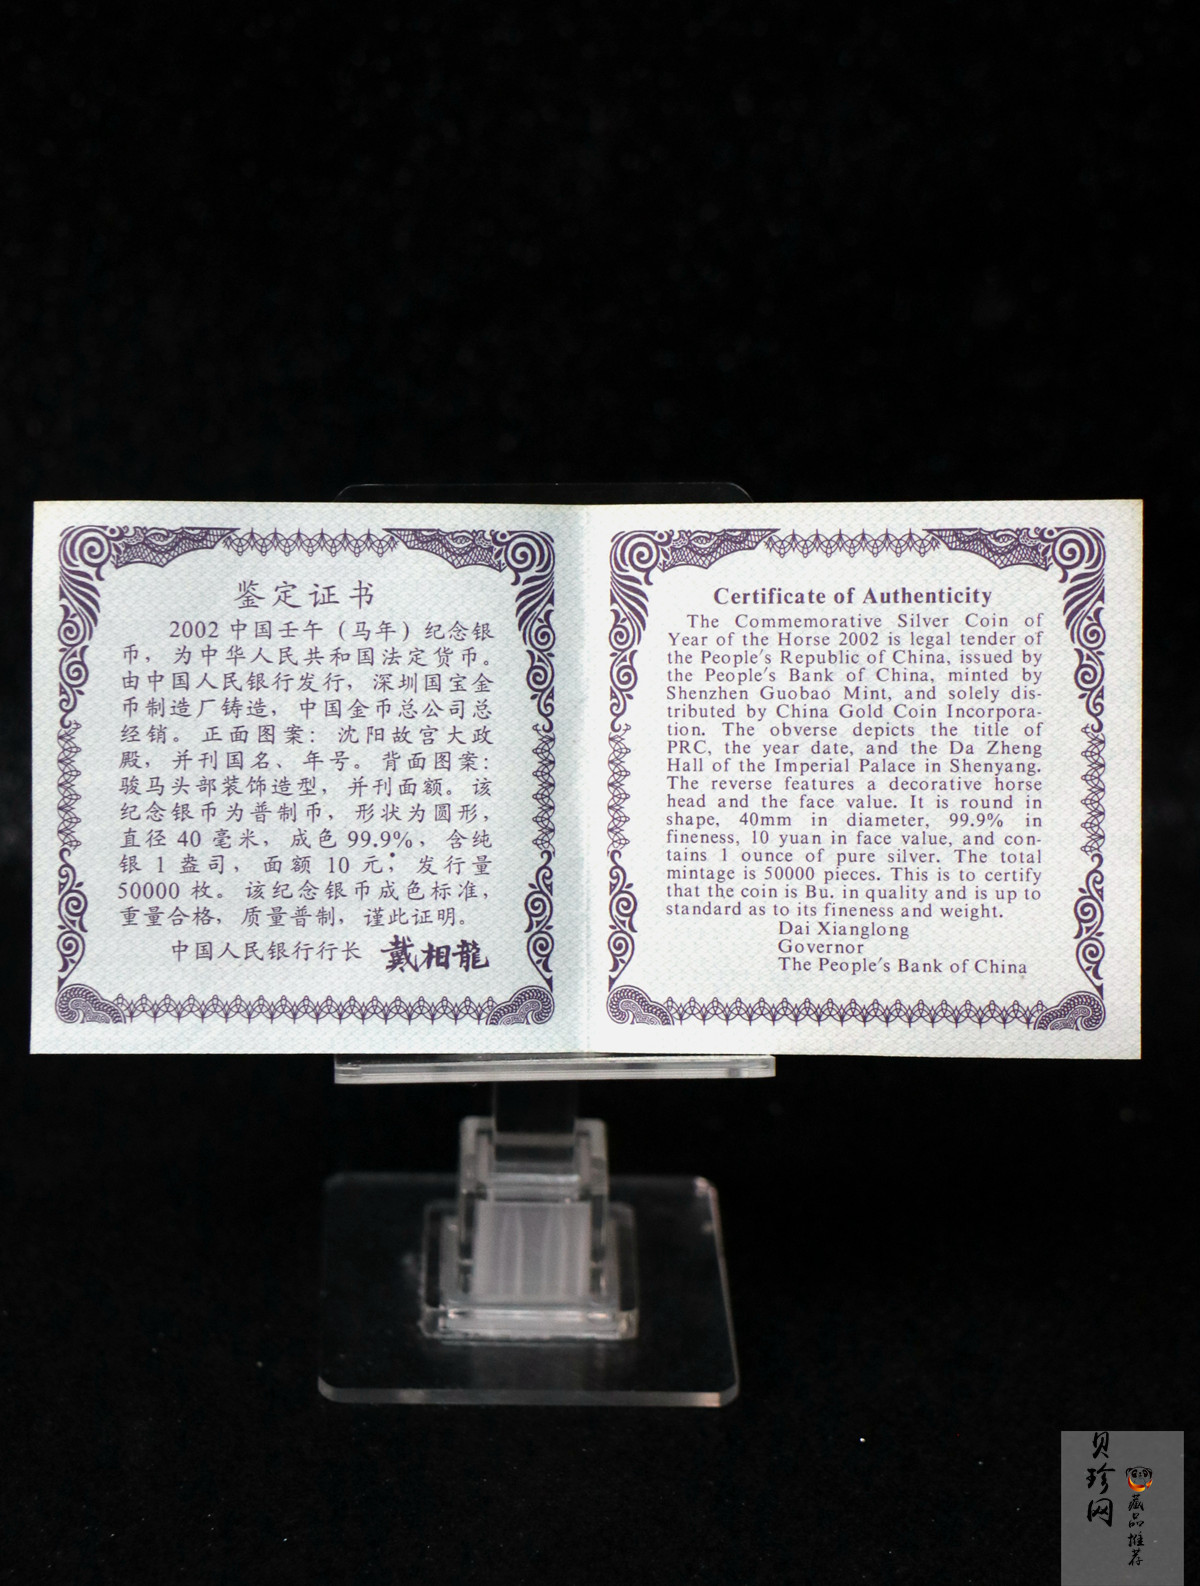 鉴定证书
2002 中国壬午（马年）纪念银
币，为中华人民共和国法定货币。
由中国人民银行发行，深圳国宝金
币制造厂铸造，中国金币总公司总
经销。正面图案：沈阳故宫大政
殿，并刊国名、年号。背面图案：
骏马头部装饰造型，并刊面额。该
纪念银币为普制币，形状为圆形，
直径 40 毫米，成色 99.9%，含纯
银 1 盎司，面额 10 元，发行量
50000 枚。该纪念银币成色标准，
重量合格，质量普制，谨此证明。
中国人民银行行长 戴相龍
Certificate of Authenticity
The Commemorative Silver Coin of
Year of the Horse 2002 is legal tender of
the People's Republic of China, issued by
the People's Bank of China, minted by
Shenzhen Guobao Mint, and solely dis-
tributed by China Gold Coin Incorpora-
tion. The obverse depicts the title of
PRC, the year date, and the Da Zheng
Hall of the Imperial Palace in Shenyang.
The reverse features a decorative horse
head and the face value. It is round in
shape, 40mm in diameter, 99.9% in
fineness, 10 yuan in face value, and con-
tains 1 ounce of pure silver. The total
mintage is 50000 pieces. This is to certify
that the coin is Bu. in quality and is up to
standard as to its fineness and weight.
Dai Xianglong
Governor
The People's Bank of China
贝珍网
藏品推荐